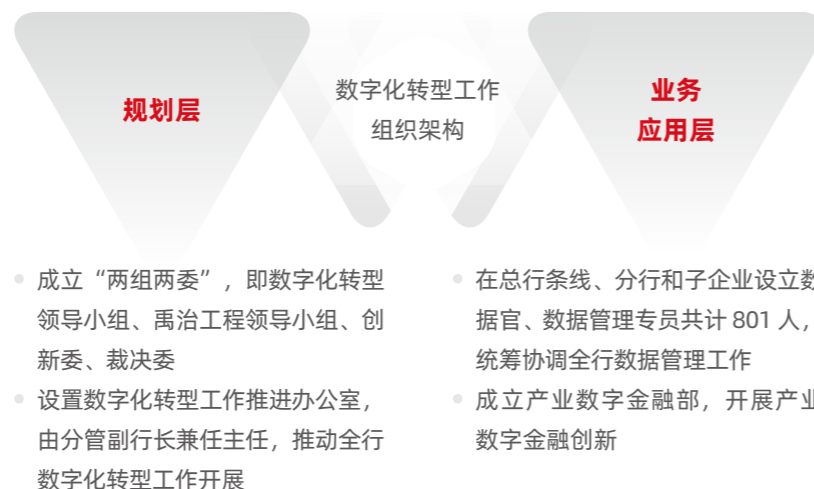 规划层
数字化转型工作
组织架构
业务
应用层
成立“两组两委”，即数字化转型
领导小组、禹治工程领导小组、创
新委、裁决委
设置数字化转型工作推进办公室，
由分管副行长兼任主任，推动全行
数字化转型工作开展
在总行条线、分行和子企业设立数
据官、数据管理专员共计 801 人，
统筹协调全行数据管理工作
成立产业数字金融部，开展产业
数字金融创新